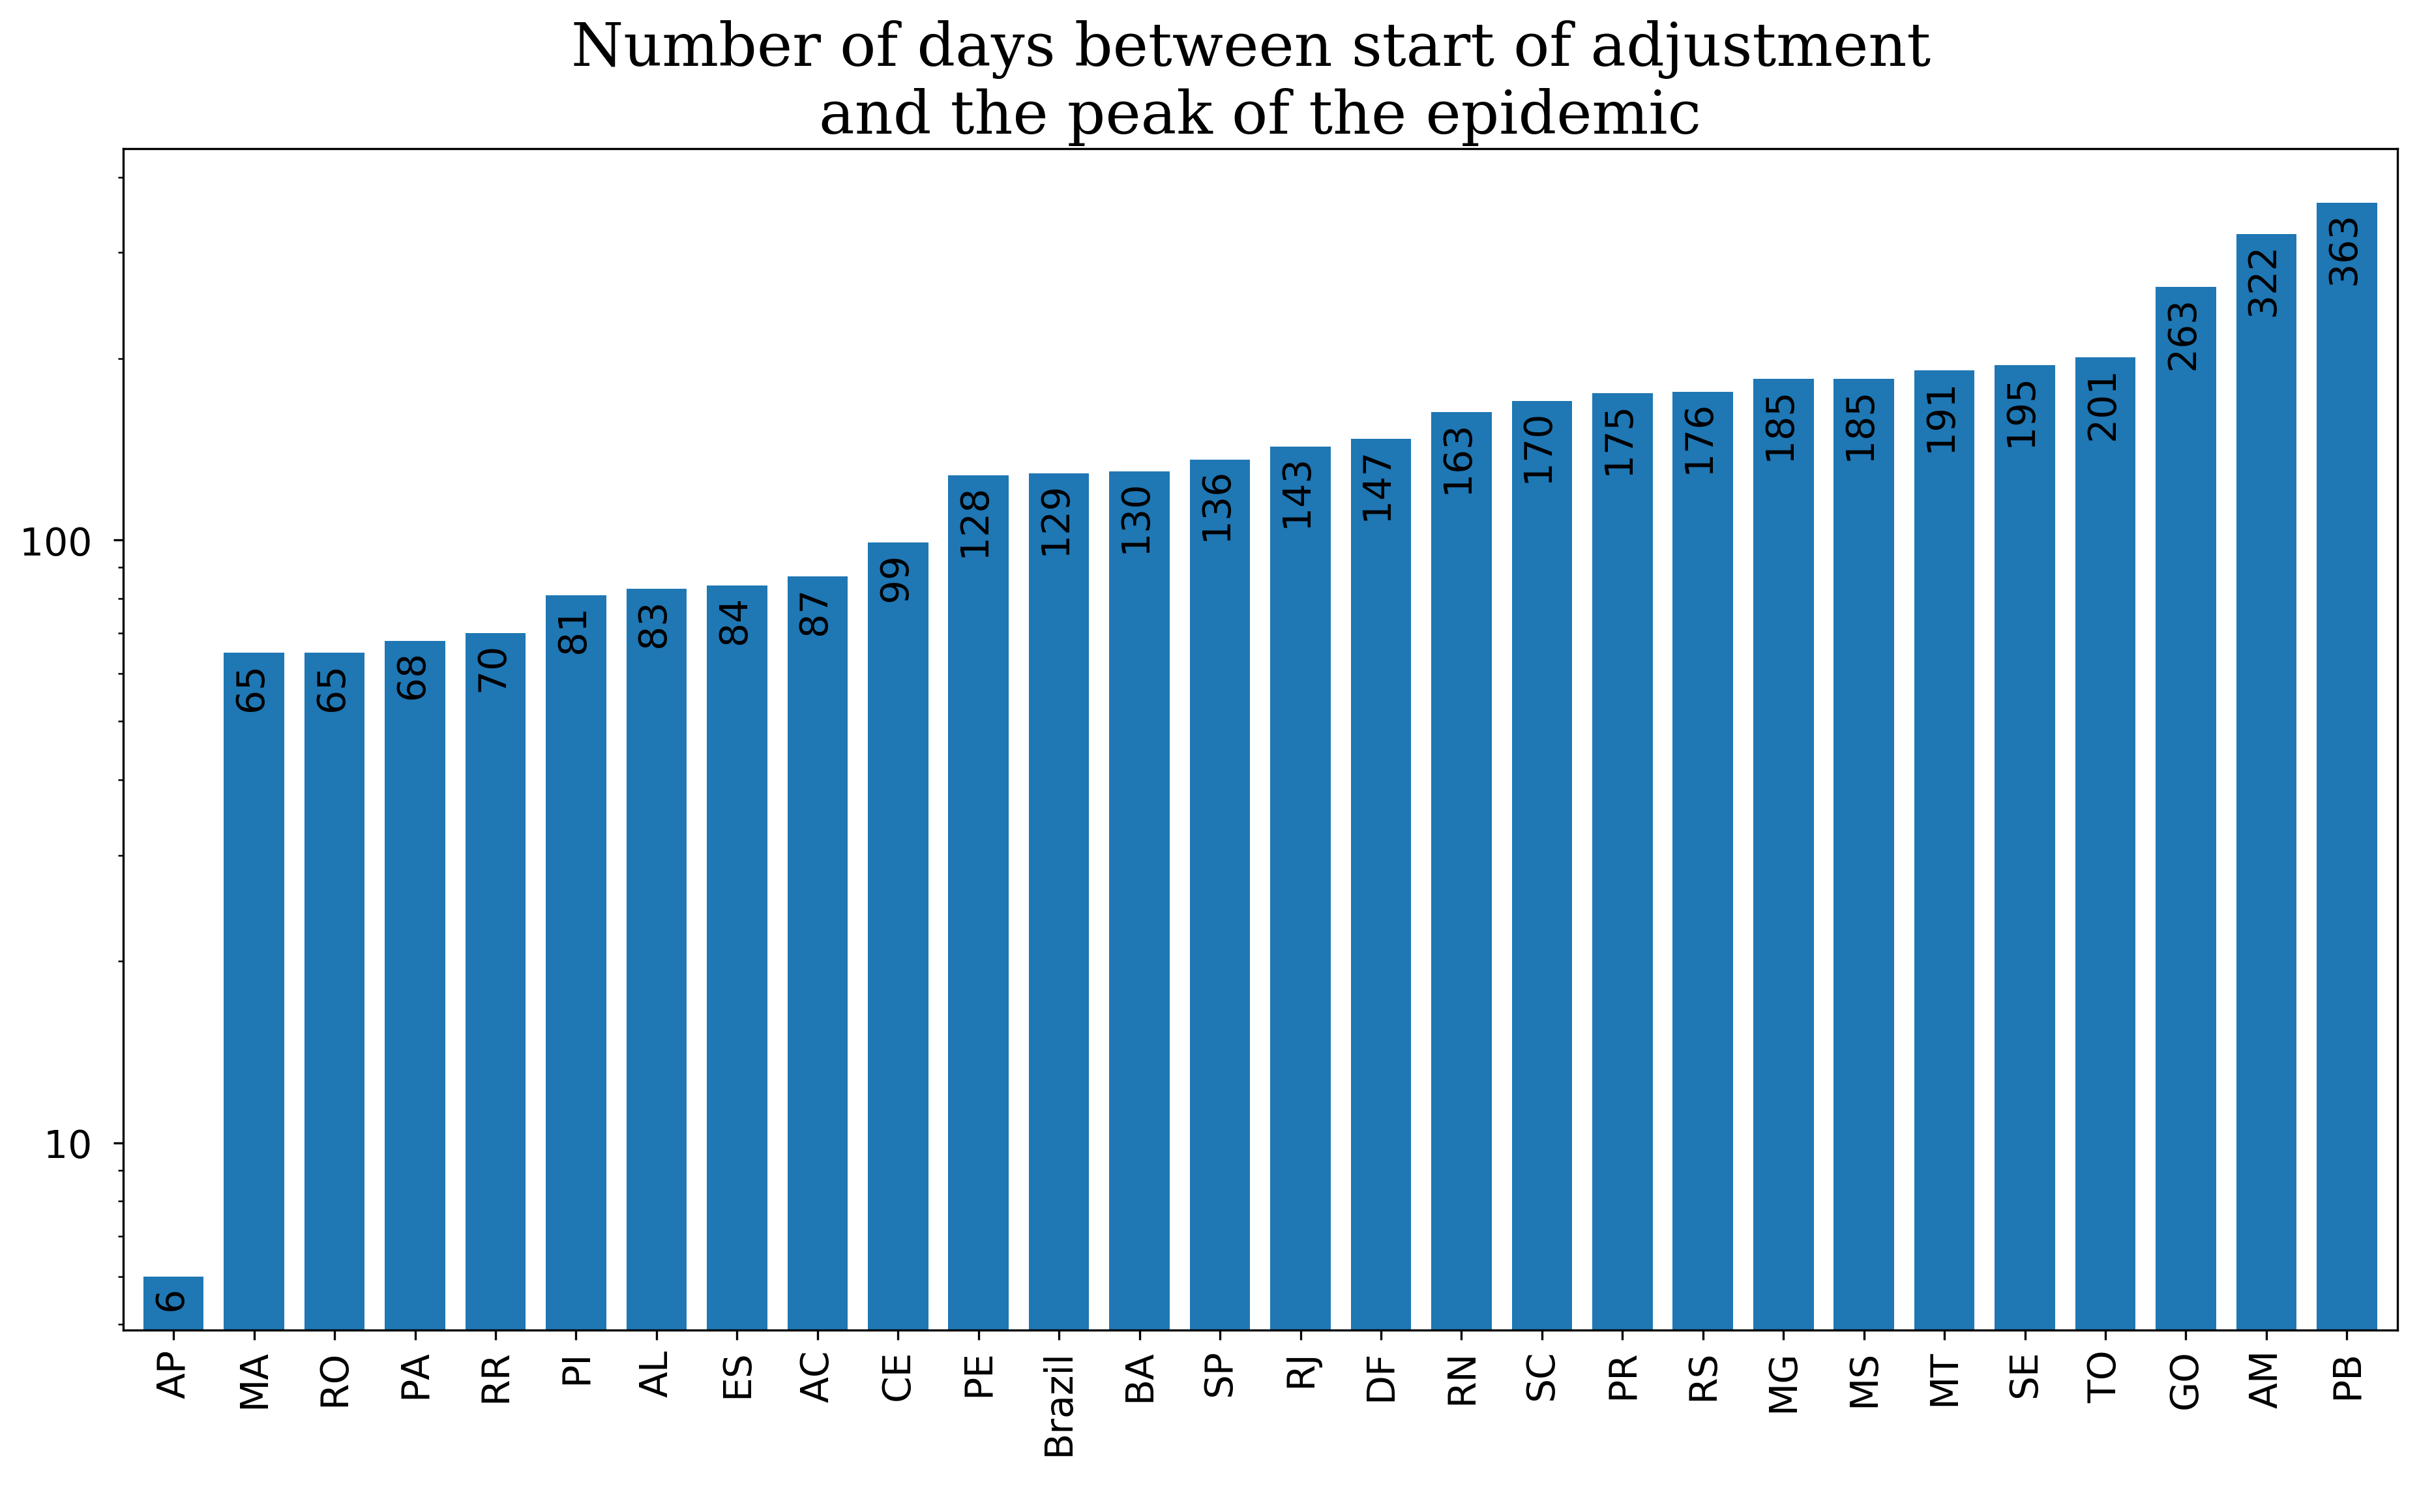 Number of days between start of adjustment
and the peak of the epidemic
100
10
6
65
65
68
70
81
83
84
87
99
128
129
130
136
143
147
163
170
175
176
185
185
191
195
201
263
322
363
AP
MA
RO
PA
RR
PI
AL
ES
AC
CE
PE
Brazil
BA
SP
RJ
DF
RN
SC
PR
RS
MG
MS
MT
SE
TO
GO
AM
PB